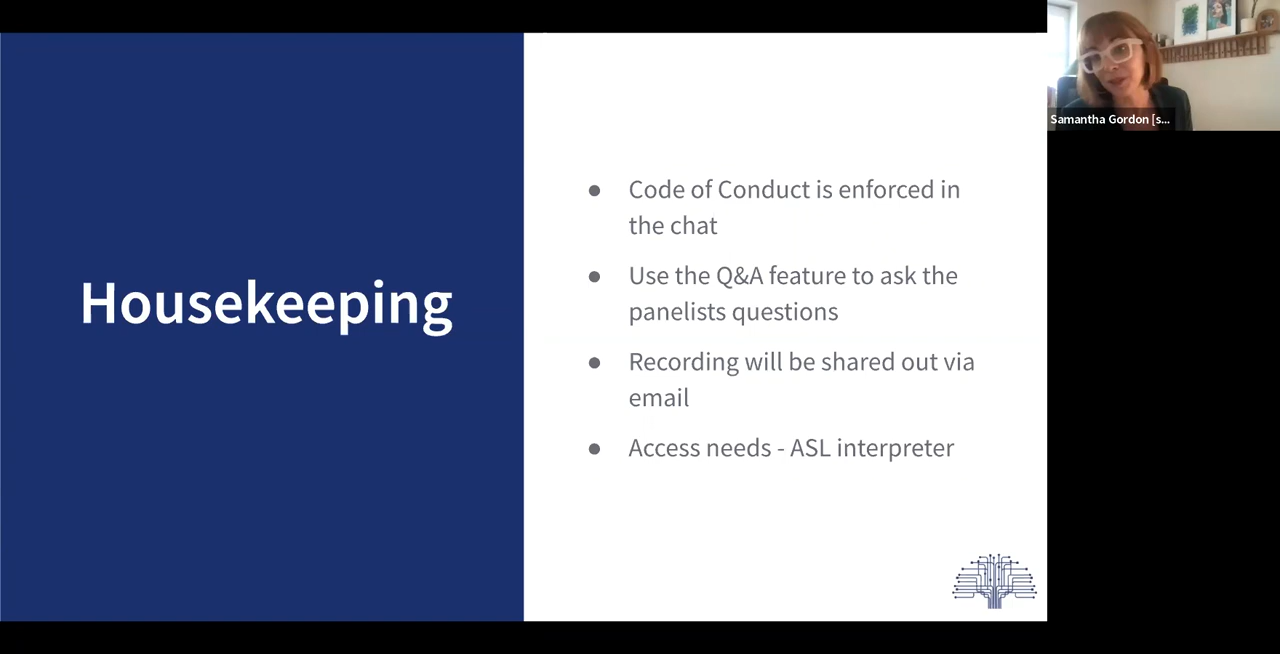 Housekeeping
● Code of Conduct is enforced in
the chat
● Use the Q&A feature to ask the
panelists questions
● Recording will be shared out via
email
● Access needs - ASL interpreter
Samantha Gordon [s...